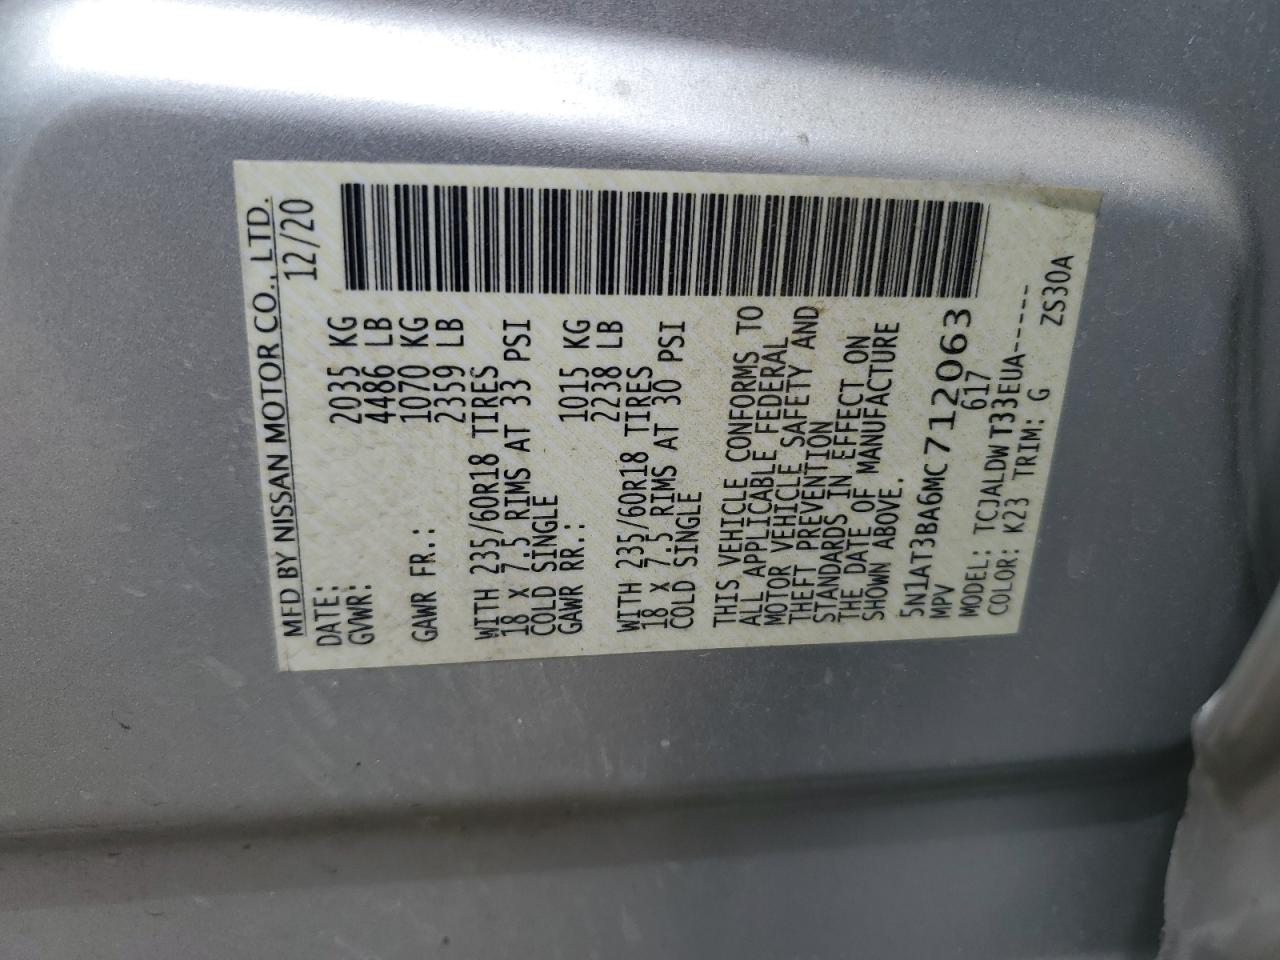 MFD BY NISSAN MOTOR CO., LTD.
DATE: 12/20
GVWR: 2035 KG
4486 LB
GAWR FR.: 1070 KG
2359 LB
WITH 235/60R18 TIRES
18 X 7.5 RIMS AT 33 PSI
COLD SINGLE
GAWR RR.: 1015 KG
2238 LB
WITH 235/60R18 TIRES
18 X 7.5 RIMS AT 30 PSI
COLD SINGLE
THIS VEHICLE CONFORMS TO
ALL APPLICABLE FEDERAL
MOTOR VEHICLE SAFETY AND
THEFT PREVENTION
STANDARDS IN EFFECT ON
THE DATE OF MANUFACTURE
SHOWN ABOVE.
5N1AT3BA6MC712063
MPV 617
MODEL: TCJALDWT33EUA-----
COLOR: K23 TRIM: G
ZS30A